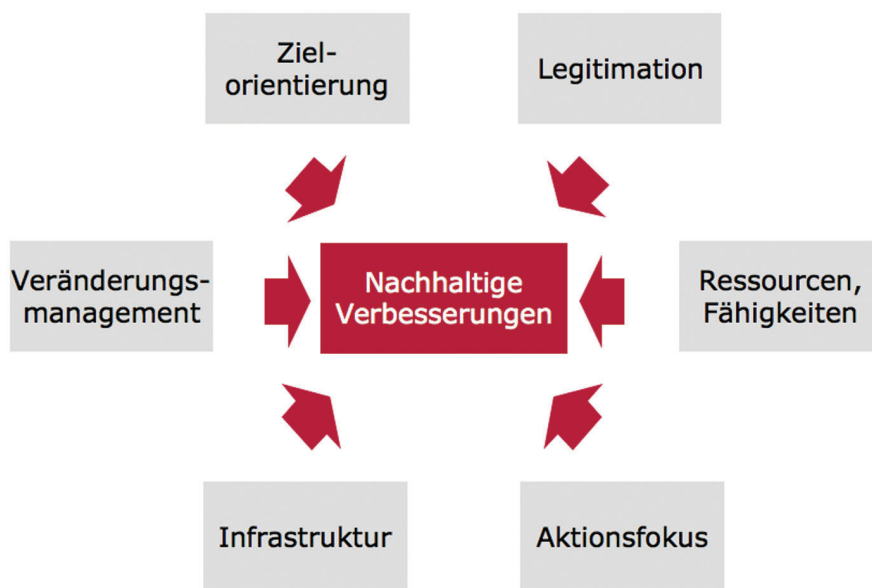 Ziel-
orientierung
Legitimation
Veränderungs-
management
Nachhaltige
Verbesserungen
Ressourcen,
Fähigkeiten
Infrastruktur
Aktionsfokus